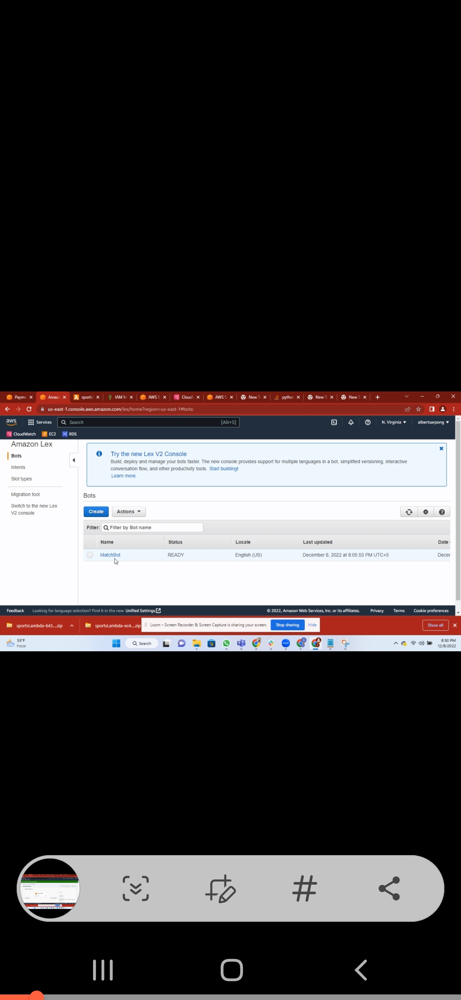 Payme
Amazo
sports
IAM M
AWS S
Cloud
AWS S
New T
pytho
New T
New T
us-east-1.console.aws.amazon.com/lex/home?region=us-east-1#bots:
aws
Services
Search
[Alt+S]
N. Virginia
albertsarpong
CloudWatch
EC2
RDS
Amazon Lex
Bots
Intents
Slot types
Migration tool
Switch to the new Lex
V2 console
Try the new Lex V2 Console
Build, deploy and manage your bots faster. The new console provides support for multiple languages in a bot, simplified versioning, interactive
conversation flow, and other productivity tools. Start building!
Learn more.
Bots
Create
Actions
Filter: Filter by Bot name
Name Status Locale Last updated Date
MatchBot READY English (US) December 8, 2022 at 8:05:53 PM UTC+5 Decer
Feedback Looking for language selection? Find it in the new Unified Settings
© 2022, Amazon Web Services, Inc. or its affiliates. Privacy Terms Cookie preferences
sportsLambda-643....zip
sportsLambda-ec4....zip
Loom – Screen Recorder & Screen Capture is sharing your screen.
Stop sharing
Hide
Show all
55°F
Haze
Search
8:50 PM
12/8/2022